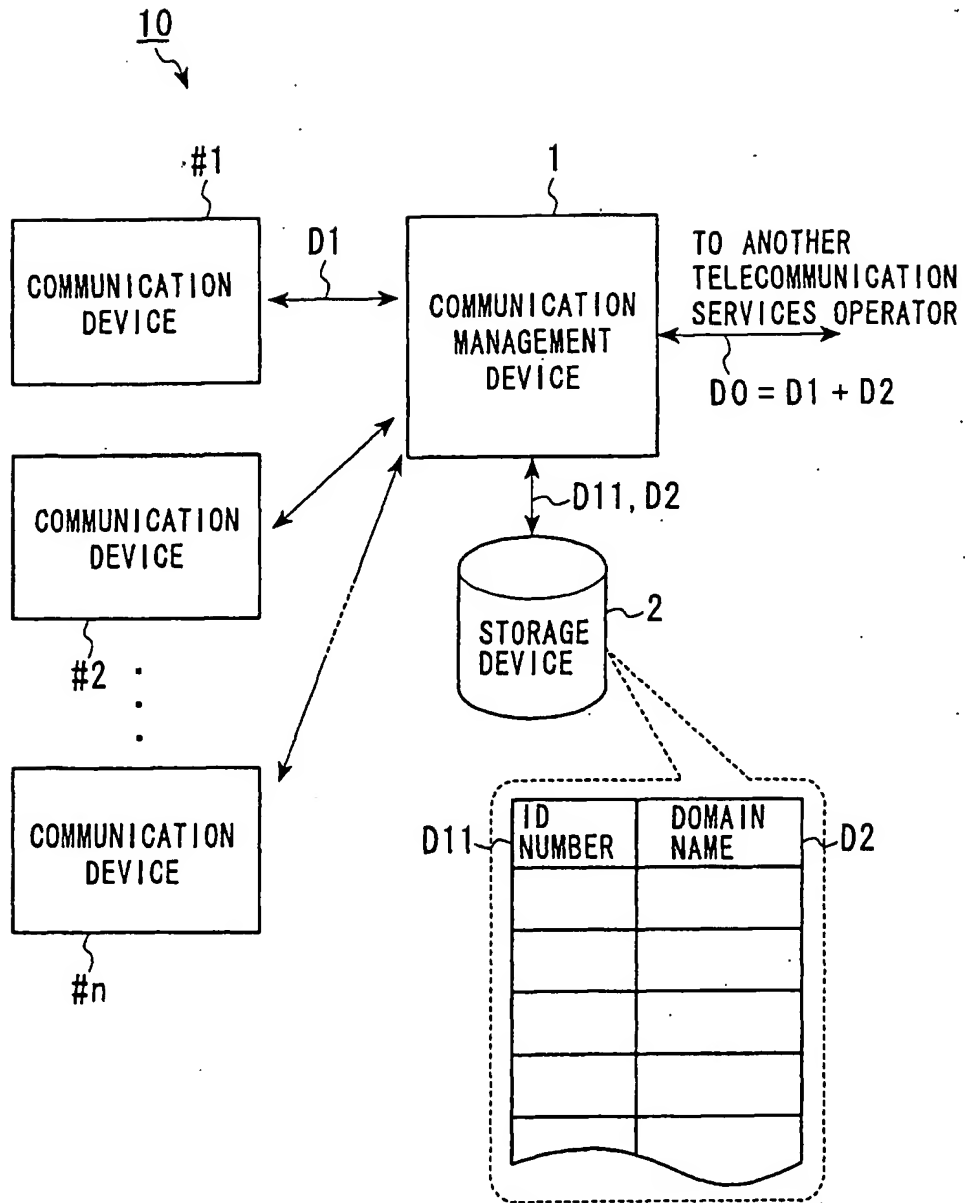 10
#1
COMMUNICATION
DEVICE
D1
1
COMMUNICATION
MANAGEMENT
DEVICE
TO ANOTHER
TELECOMMUNICATION
SERVICES OPERATOR
D0 = D1 + D2
COMMUNICATION
DEVICE
#2
D11, D2
STORAGE
DEVICE
2
COMMUNICATION
DEVICE
#n
D11
ID
NUMBER
DOMAIN
NAME
D2